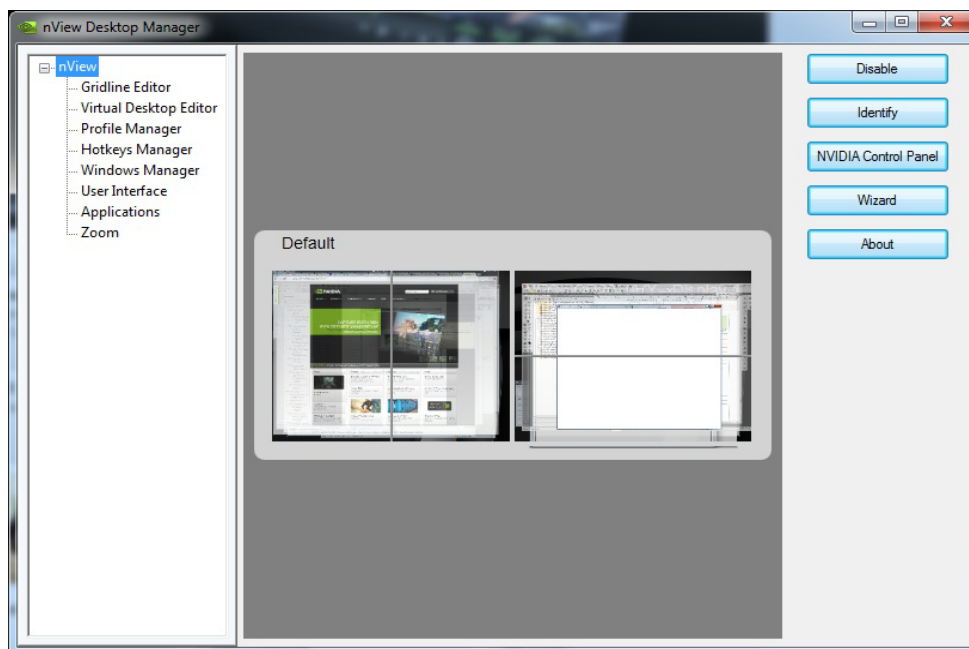 nView Desktop Manager
nView
Gridline Editor
Virtual Desktop Editor
Profile Manager
Hotkeys Manager
Windows Manager
User Interface
Applications
Zoom
Default
NVIDIA
Disable
Identify
NVIDIA Control Panel
Wizard
About